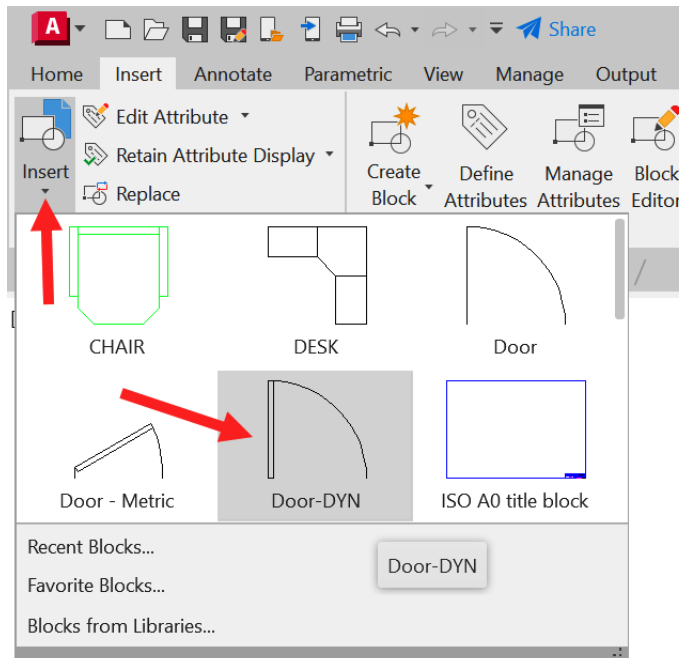 A
Share
Home Insert Annotate Parametric View Manage Output
Insert
Edit Attribute
Retain Attribute Display
Replace
Create Block
Define Attributes
Manage Attributes
Block Editor
CHAIR DESK Door
Door - Metric Door-DYN ISO A0 title block
Recent Blocks...
Favorite Blocks...
Blocks from Libraries...
Door-DYN